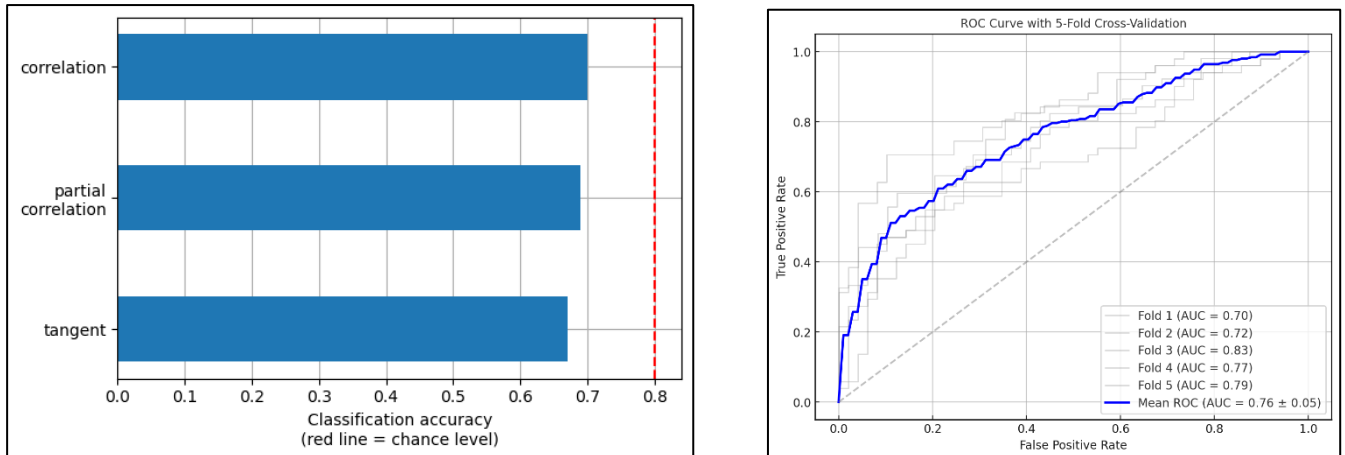 correlation
partial
correlation
tangent
0.0 0.1 0.2 0.3 0.4 0.5 0.6 0.7 0.8
Classification accuracy
(red line = chance level)
ROC Curve with 5-Fold Cross-Validation
True Positive Rate
1.0
0.8
0.6
0.4
0.2
0.0
Fold 1 (AUC = 0.70)
Fold 2 (AUC = 0.72)
Fold 3 (AUC = 0.83)
Fold 4 (AUC = 0.77)
Fold 5 (AUC = 0.79)
Mean ROC (AUC = 0.76 ± 0.05)
0.0 0.2 0.4 0.6 0.8 1.0
False Positive Rate